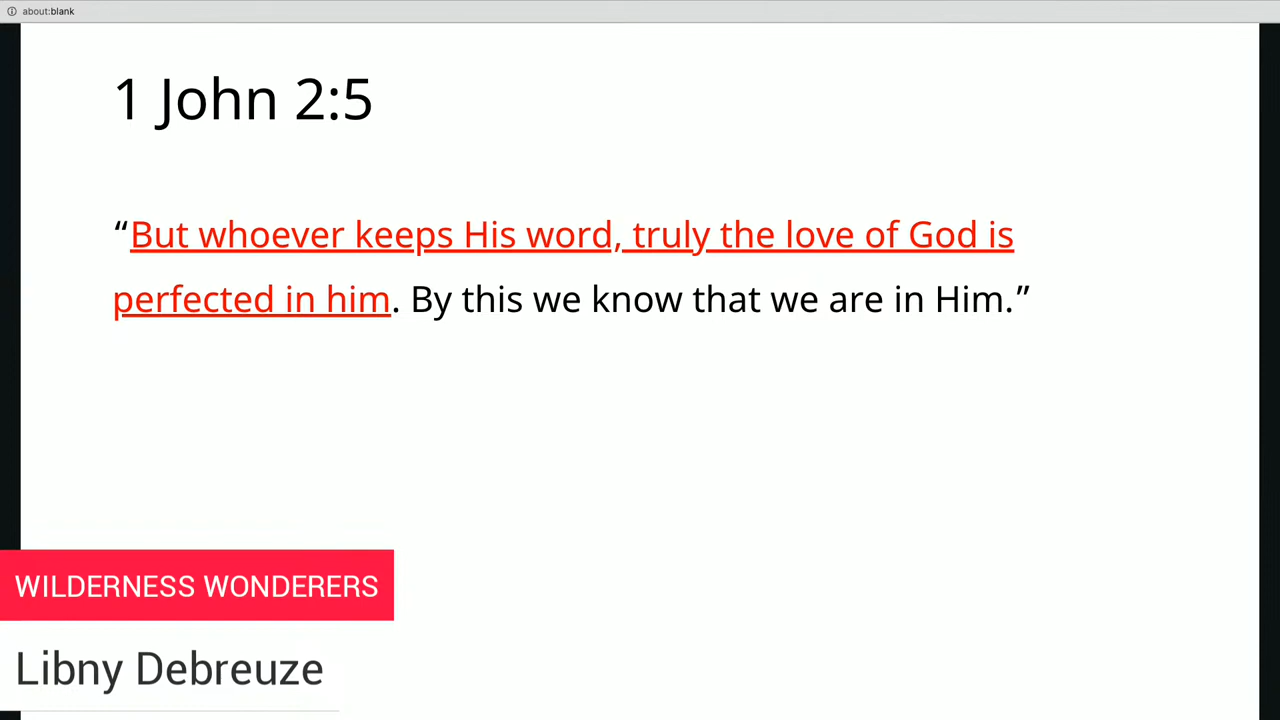 about:blank
1 John 2:5
“But whoever keeps His word, truly the love of God is
perfected in him. By this we know that we are in Him.”
WILDERNESS WONDERERS
Libny Debreuze